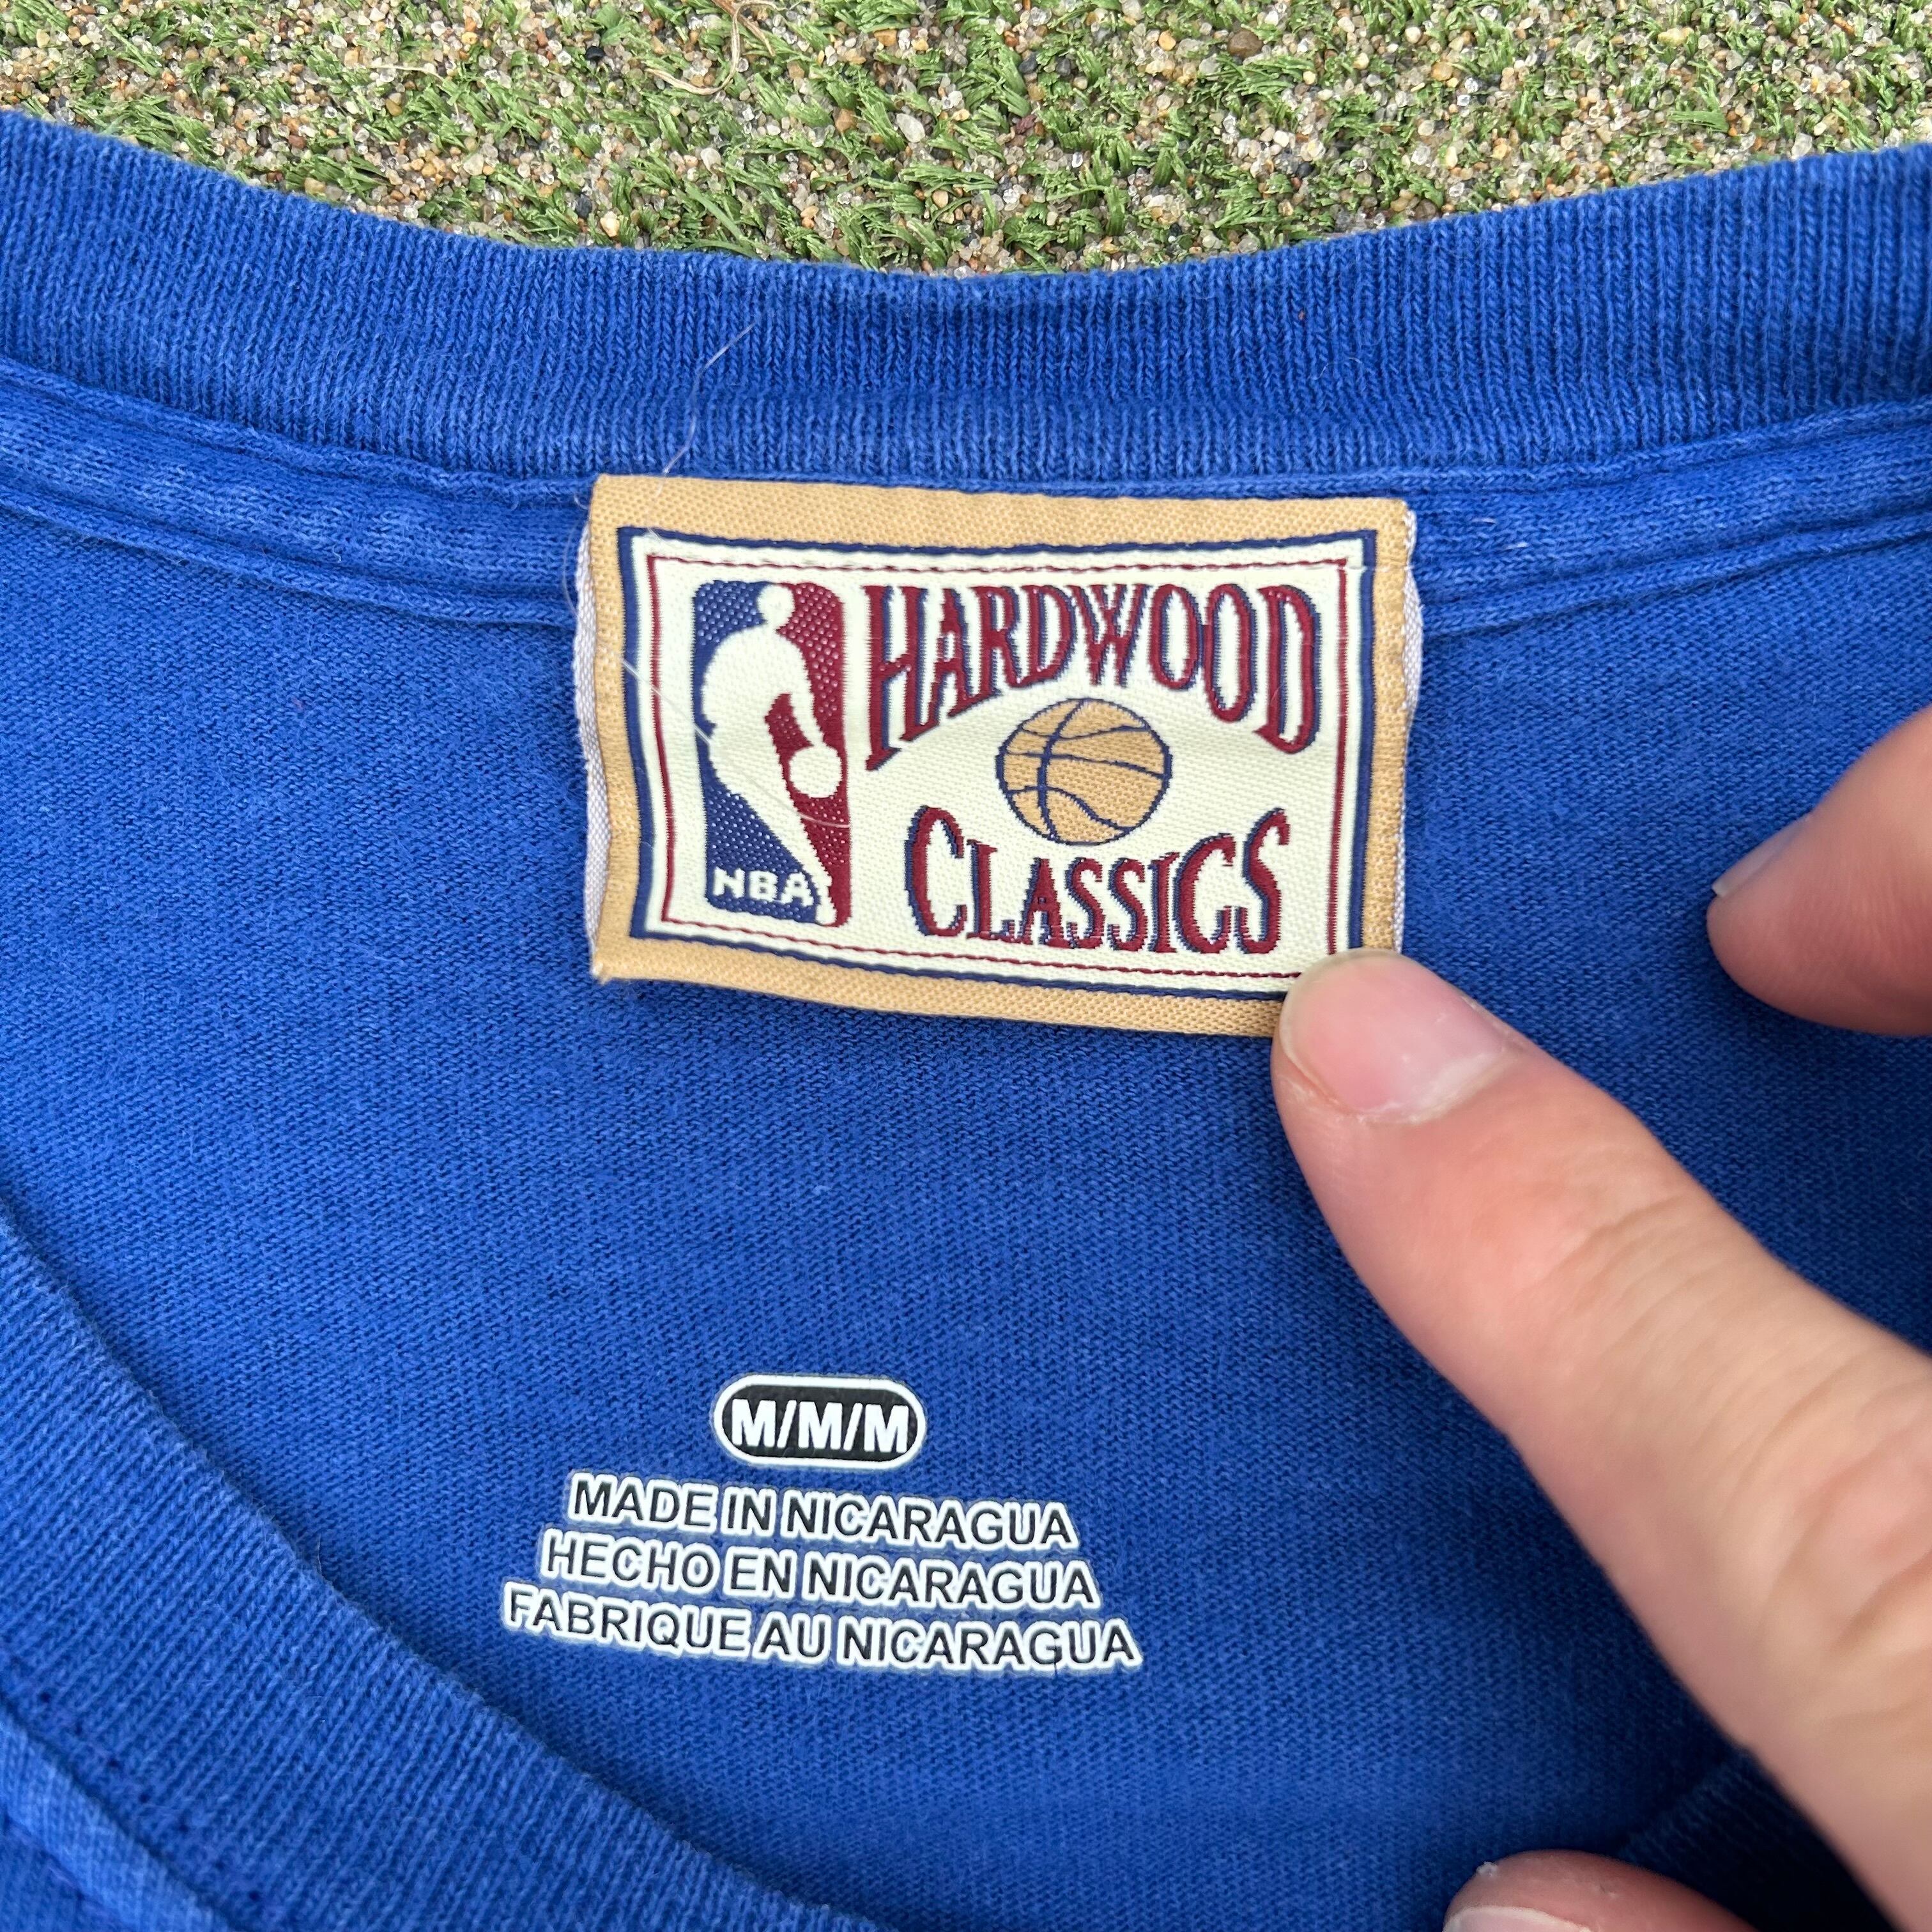 HARDWOOD
CLASSICS
NBA
M/M/M
MADE IN NICARAGUA
HECHO EN NICARAGUA
FABRIQUE AU NICARAGUA